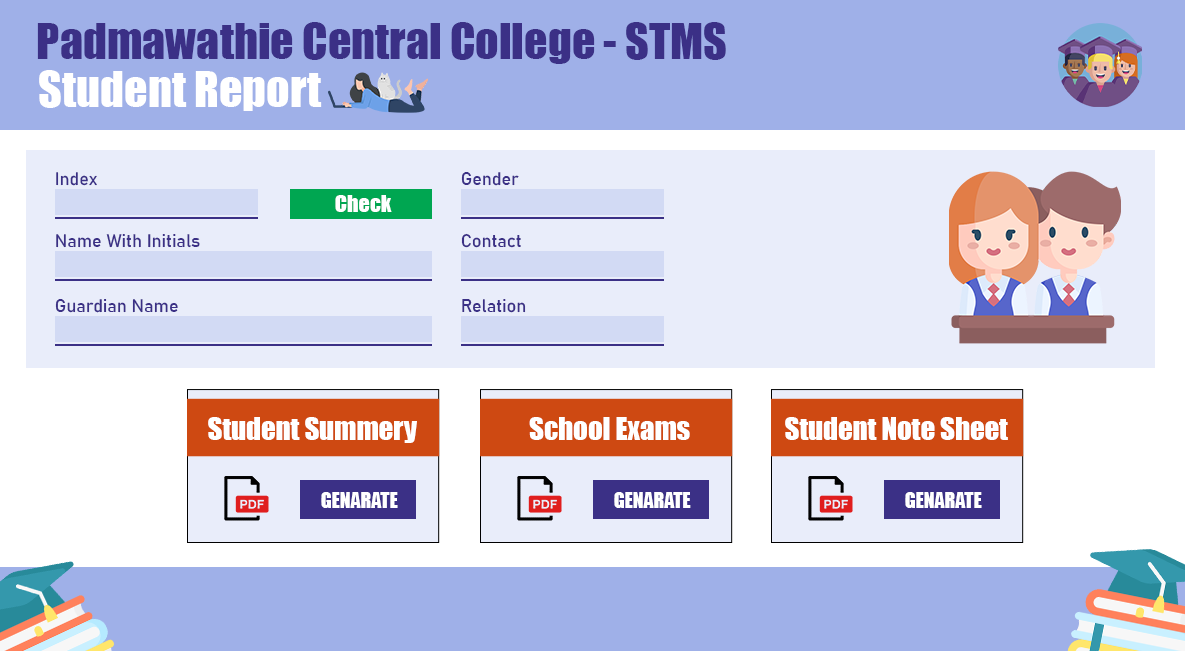 Padmawathie Central College - STMS
Student Report
Index
Check
Gender
Name With Initials
Contact
Guardian Name
Relation
Student Summery
School Exams
Student Note Sheet
PDF
GENARATE
PDF
GENARATE
PDF
GENARATE